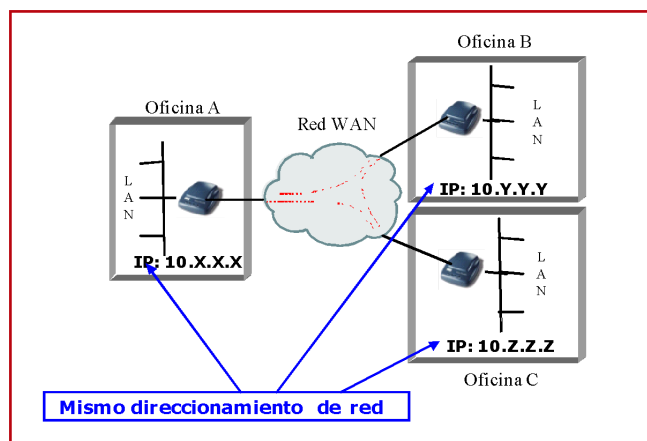 Oficina B
Oficina A
Red WAN
L
A
N
L
A
N
IP: 10.Y.Y.Y
IP: 10.X.X.X
L
A
N
IP: 10.Z.Z.Z
Oficina C
Mismo direccionamiento de red